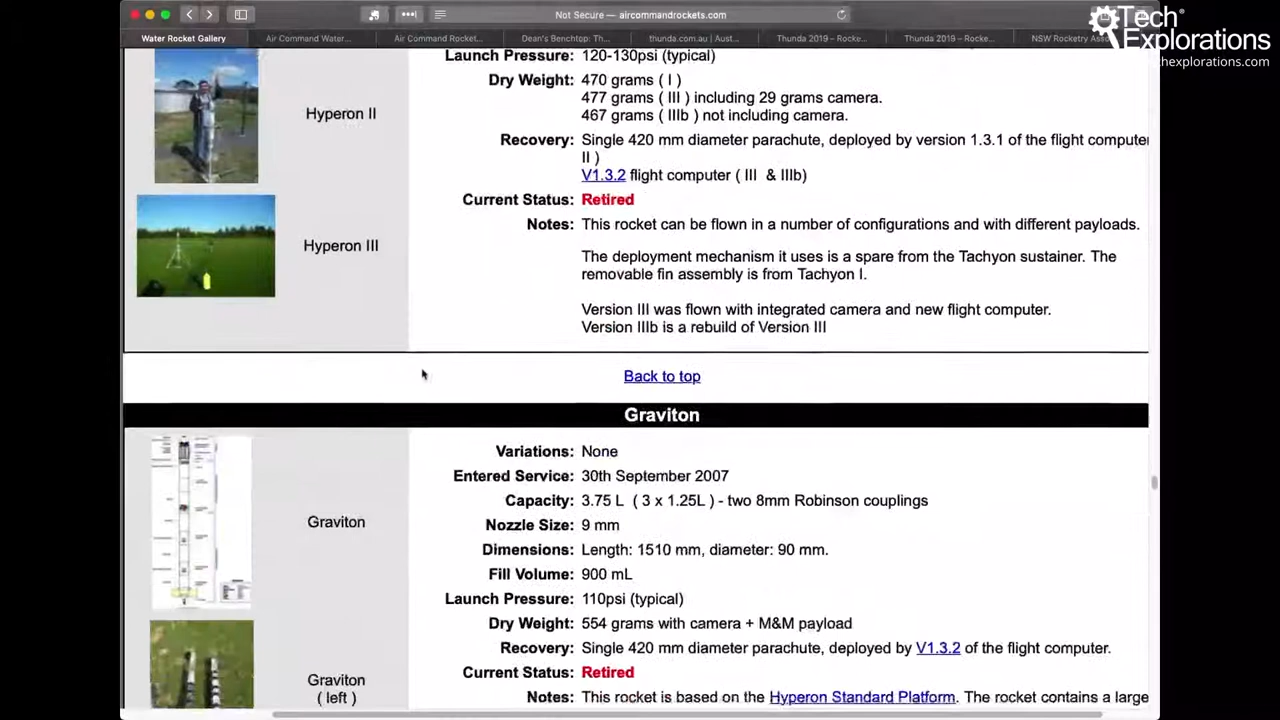 Not Secure — aircommandrockets.com
Tech Explorations
techexplorations.com
Water Rocket Gallery
Air Command Water...
Air Command Rocket...
Dean's Benchtop: Th...
thunda.com.au | Aust...
Thunda 2019 – Rocke...
Thunda 2019 – Rocke...
NSW Rocketry Asso
Launch Pressure: 120-130psi (typical)
Dry Weight: 470 grams ( I )
477 grams ( III ) including 29 grams camera.
467 grams ( IIIb ) not including camera.
Hyperon II
Recovery: Single 420 mm diameter parachute, deployed by version 1.3.1 of the flight computer
II )
V1.3.2 flight computer ( III & IIIb)
Current Status: Retired
Notes: This rocket can be flown in a number of configurations and with different payloads.
Hyperon III
The deployment mechanism it uses is a spare from the Tachyon sustainer. The
removable fin assembly is from Tachyon I.
Version III was flown with integrated camera and new flight computer.
Version IIIb is a rebuild of Version III
Back to top
Graviton
Variations: None
Entered Service: 30th September 2007
Capacity: 3.75 L ( 3 x 1.25L ) - two 8mm Robinson couplings
Graviton
Nozzle Size: 9 mm
Dimensions: Length: 1510 mm, diameter: 90 mm.
Fill Volume: 900 mL
Launch Pressure: 110psi (typical)
Dry Weight: 554 grams with camera + M&M payload
Recovery: Single 420 mm diameter parachute, deployed by V1.3.2 of the flight computer.
Current Status: Retired
Graviton
( left )
Notes: This rocket is based on the Hyperon Standard Platform. The rocket contains a large